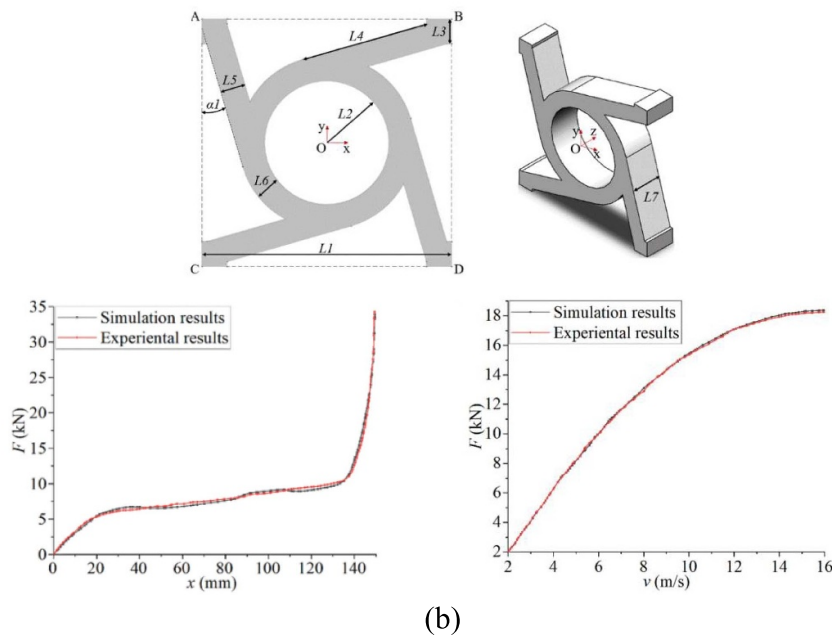 A
B
L4
L3
L5
α1
L2
y
O
x
L6
L1
C
D
y
z
O
x
L7
35
30
25
20
15
10
5
0
F (kN)
Simulation results
Experiental results
0 20 40 60 80 100 120 140
x (mm)
18
16
14
12
10
8
6
4
2
F (kN)
Simulation results
Experiental results
2 4 6 8 10 12 14 16
v (m/s)
(b)